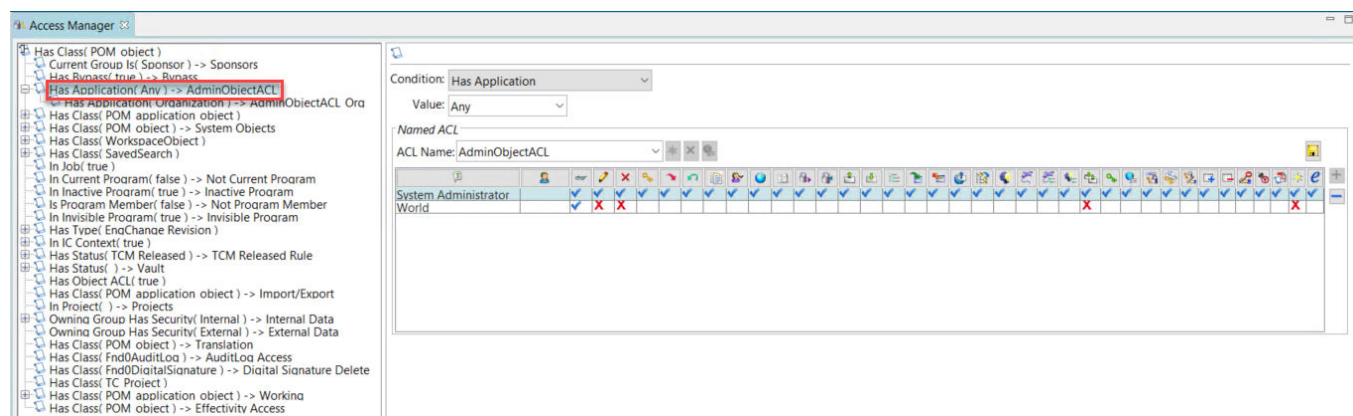 Access Manager
Has Class( POM object )
Current Group Is( Sponsor ) -> Sponsors
Has Bypass( true ) -> Bypass
Has Application( Any ) -> AdminObjectACL
Has Application( Organization ) -> AdminObjectACL Org
Has Class( POM application object )
Has Class( POM object ) -> System Objects
Has Class( WorkspaceObject )
Has Class( SavedSearch )
In Job( true )
In Current Program( false ) -> Not Current Program
In Inactive Program( true ) -> Inactive Program
Is Program Member( false ) -> Not Program Member
In Invisible Program( true ) -> Invisible Program
Has Type( EngChange Revision )
In IC Context( true )
Has Status( TCM Released ) -> TCM Released Rule
Has Status( ) -> Vault
Has Object ACL( true )
Has Class( POM application object ) -> Import/Export
In Project( ) -> Projects
Owning Group Has Security( Internal ) -> Internal Data
Owning Group Has Security( External ) -> External Data
Has Class( POM object ) -> Translation
Has Class( Fnd0AuditLog ) -> AuditLog Access
Has Class( Fnd0DigitalSignature ) -> Digital Signature Delete
Has Class( TC Project )
Has Class( POM application object ) -> Working
Has Class( POM object ) -> Effectivity Access
Condition: Has Application
Value: Any
Named ACL
ACL Name: AdminObjectACL
System Administrator
World